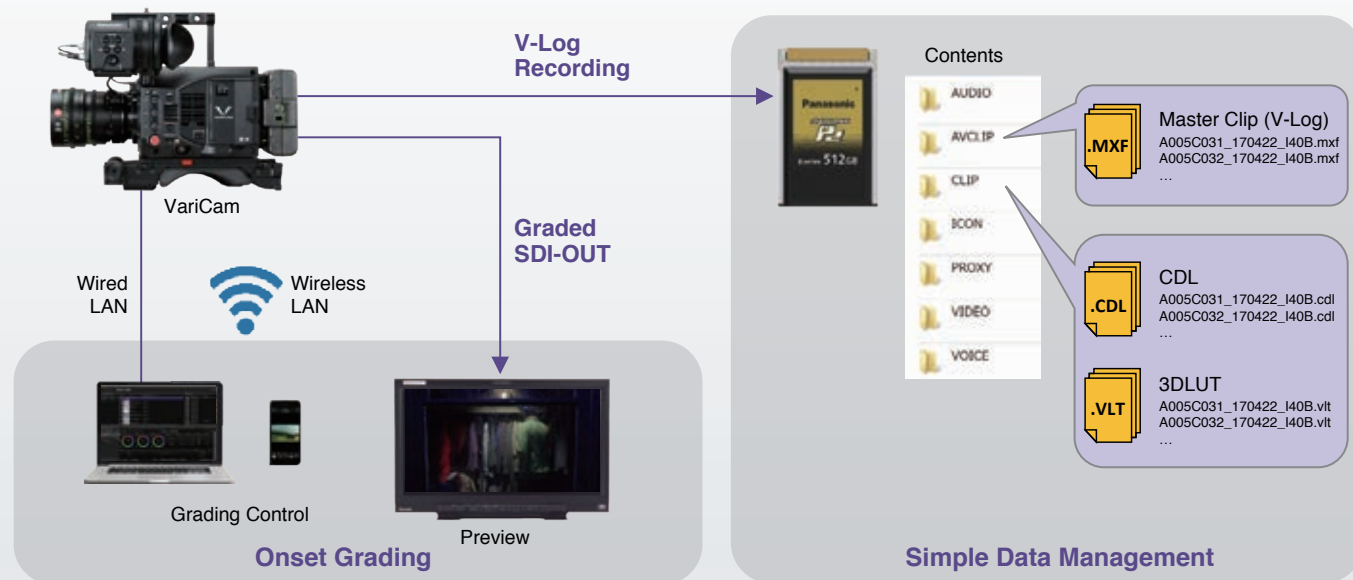 V-Log
Recording
VariCam
Graded
SDI-OUT
Wired
LAN
Wireless
LAN
Grading Control
Preview
Onset Grading
Panasonic
P2
512GB
Contents
AUDIO
AVCLIP
CLIP
ICON
PROXY
VIDEO
VOICE
.MXF
Master Clip (V-Log)
A005C031_170422_I40B.mxf
A005C032_170422_I40B.mxf
…
.CDL
CDL
A005C031_170422_I40B.cdl
A005C032_170422_I40B.cdl
…
.VLT
3DLUT
A005C031_170422_I40B.vlt
A005C032_170422_I40B.vlt
…
Simple Data Management